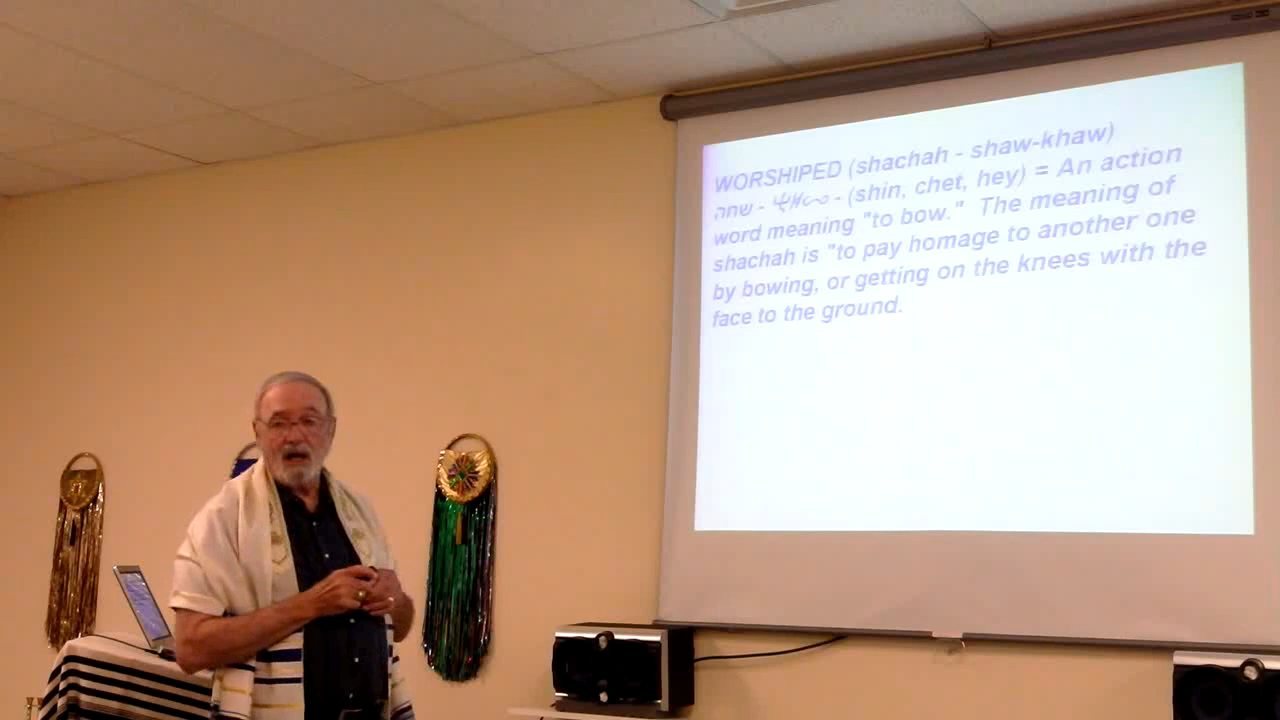 WORSHIPED (shachah - shaw-khaw)
שחה - - (shin, chet, hey) = An action
word meaning "to bow." The meaning of
shachah is "to pay homage to another one
by bowing, or getting on the knees with the
face to the ground.